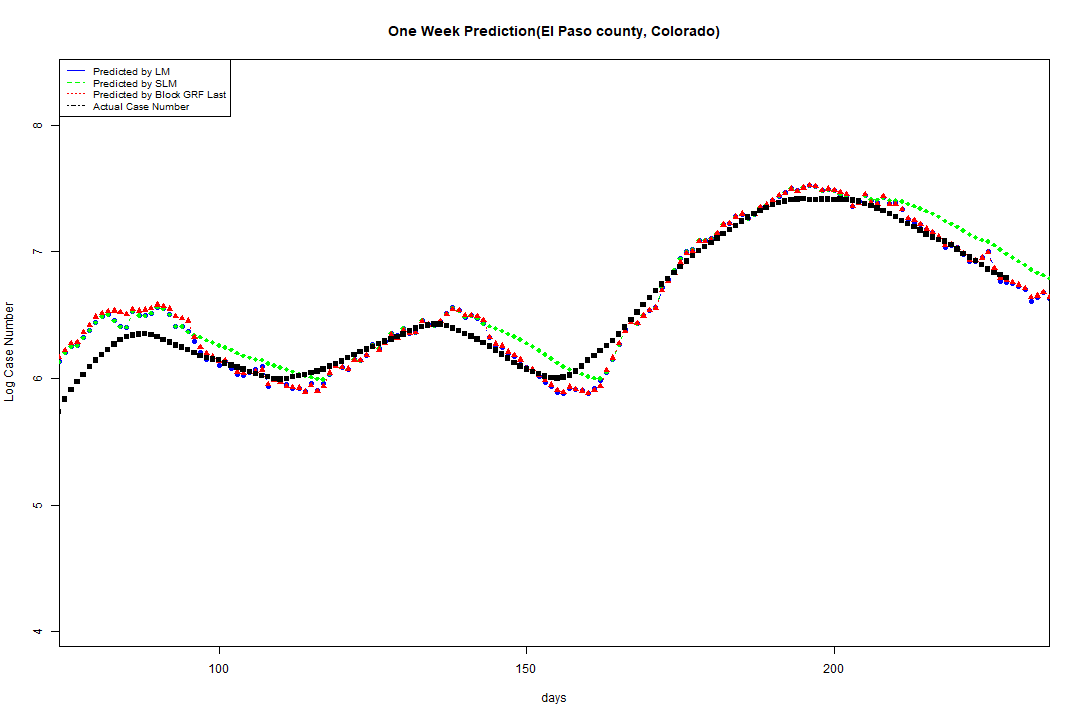 One Week Prediction(El Paso county, Colorado)
Predicted by LM
Predicted by SLM
Predicted by Block GRF Last
Actual Case Number
8
7
6
5
4
Log Case Number
100 150 200
days